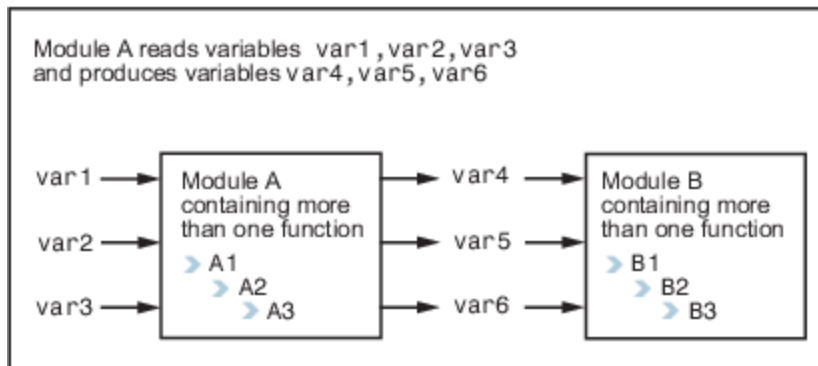 Module A reads variables var1,var2,var3
and produces variables var4,var5,var6
var1
var2
var3
Module A
containing more
than one function
A1
A2
A3
var4
var5
var6
Module B
containing more
than one function
B1
B2
B3